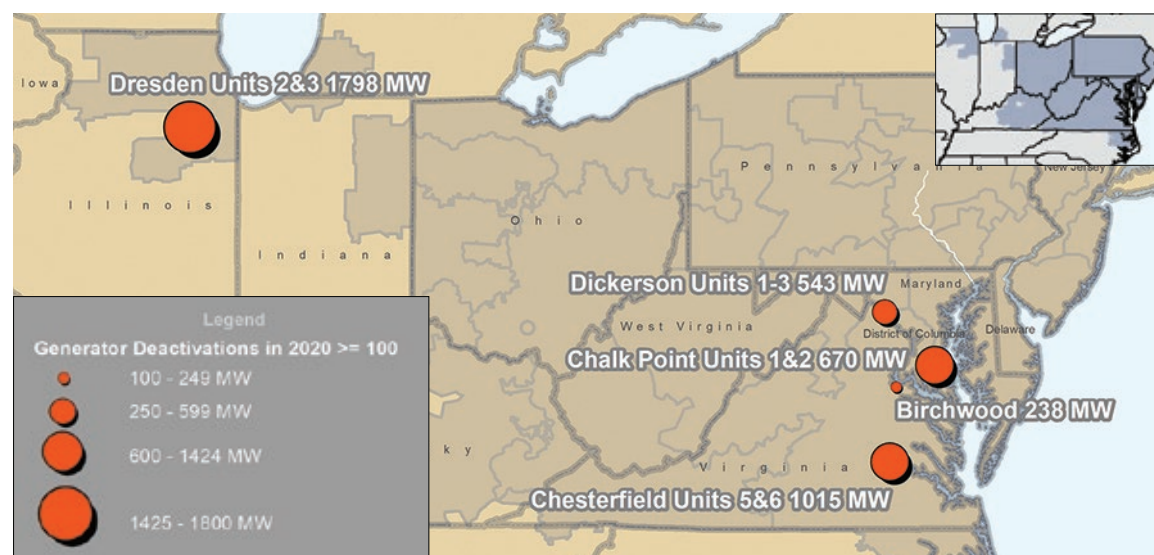 Iowa
Dresden Units 2&3 1798 MW
Pennsylvania
New Jersey
Illinois
Ohio
Indiana
Dickerson Units 1-3 543 MW
Maryland
West Virginia
District of Columbia
Delaware
Chalk Point Units 1&2 670 MW
Birchwood 238 MW
ky
Virginia
Chesterfield Units 5&6 1015 MW
Legend
Generator Deactivations in 2020 >= 100
100 - 249 MW
250 - 599 MW
600 - 1424 MW
1425 - 1800 MW